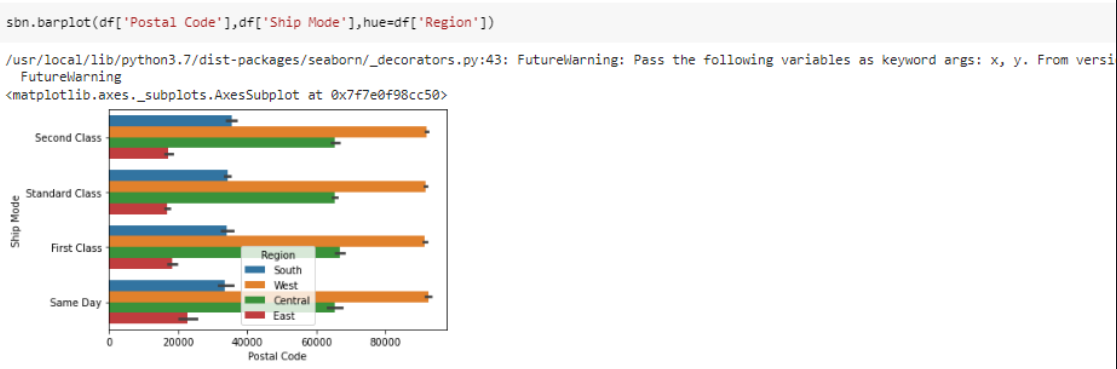 sbn.barplot(df['Postal Code'],df['Ship Mode'],hue=df['Region'])
/usr/local/lib/python3.7/dist-packages/seaborn/_decorators.py:43: FutureWarning: Pass the following variables as keyword args: x, y. From versi
FutureWarning
<matplotlib.axes._subplots.AxesSubplot at 0x7f7e0f98cc50>
Second Class
Standard Class
First Class
Same Day
Ship Mode
Region
South
West
Central
East
0 20000 40000 60000 80000
Postal Code